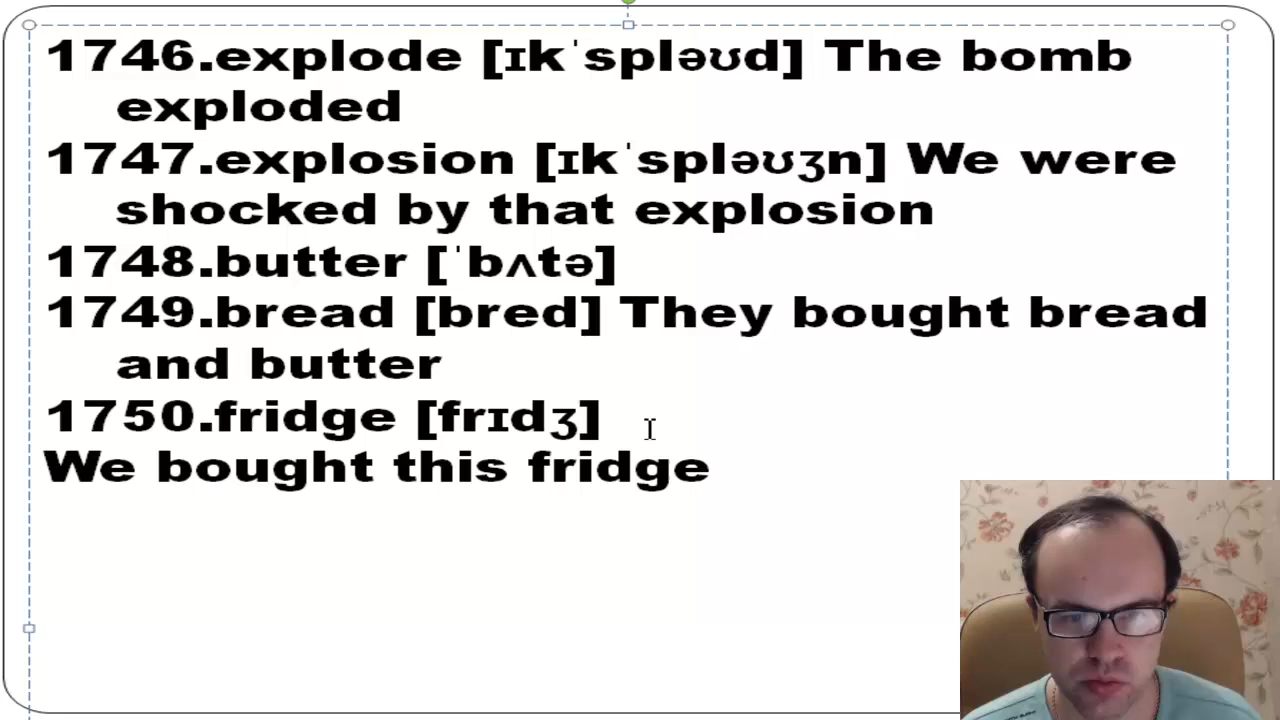 1746.explode [ɪkˈspləʊd] The bomb
exploded
1747.explosion [ɪkˈspləʊʒn] We were
shocked by that explosion
1748.butter [ˈbʌtə]
1749.bread [bred] They bought bread
and butter
1750.fridge [frɪdʒ]
We bought this fridge